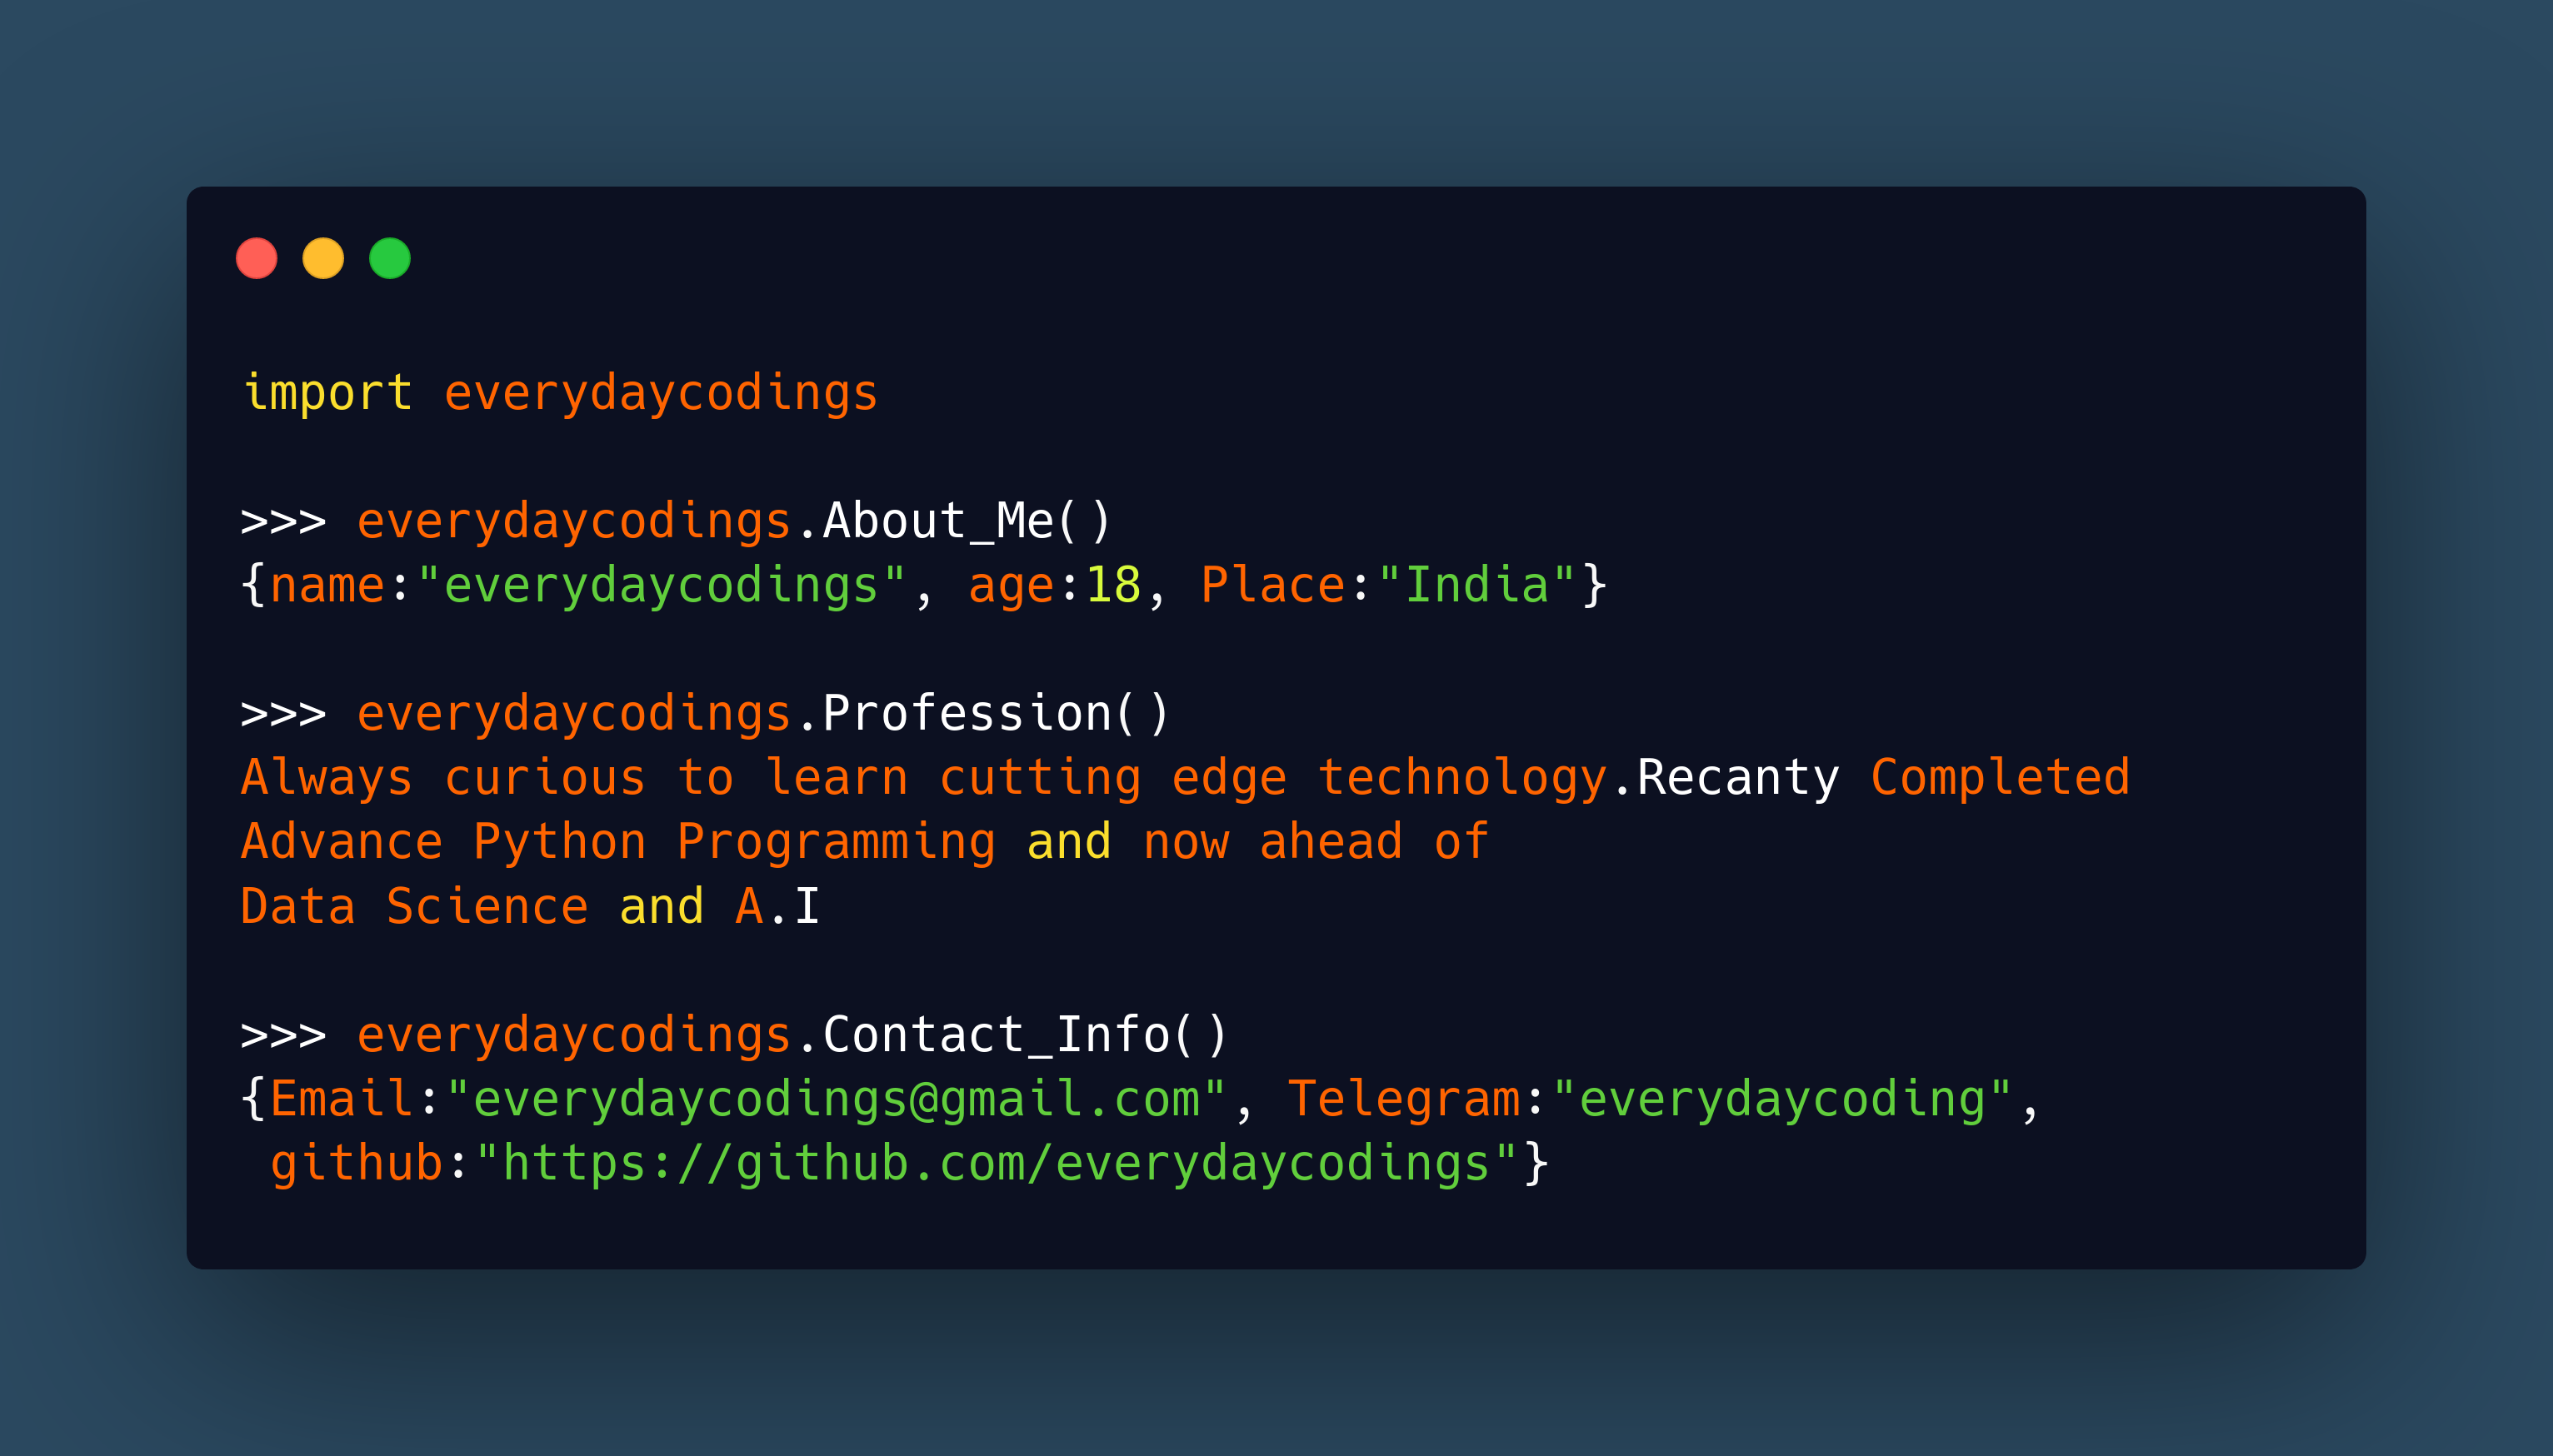 import everydaycodings
>>> everydaycodings.About_Me()
{name:"everydaycodings", age:18, Place:"India"}
>>> everydaycodings.Profession()
Always curious to learn cutting edge technology.Recanty Completed
Advance Python Programming and now ahead of
Data Science and A.I
>>> everydaycodings.Contact_Info()
{Email:"everydaycodings@gmail.com", Telegram:"everydaycoding",
 github:"https://github.com/everydaycodings"}